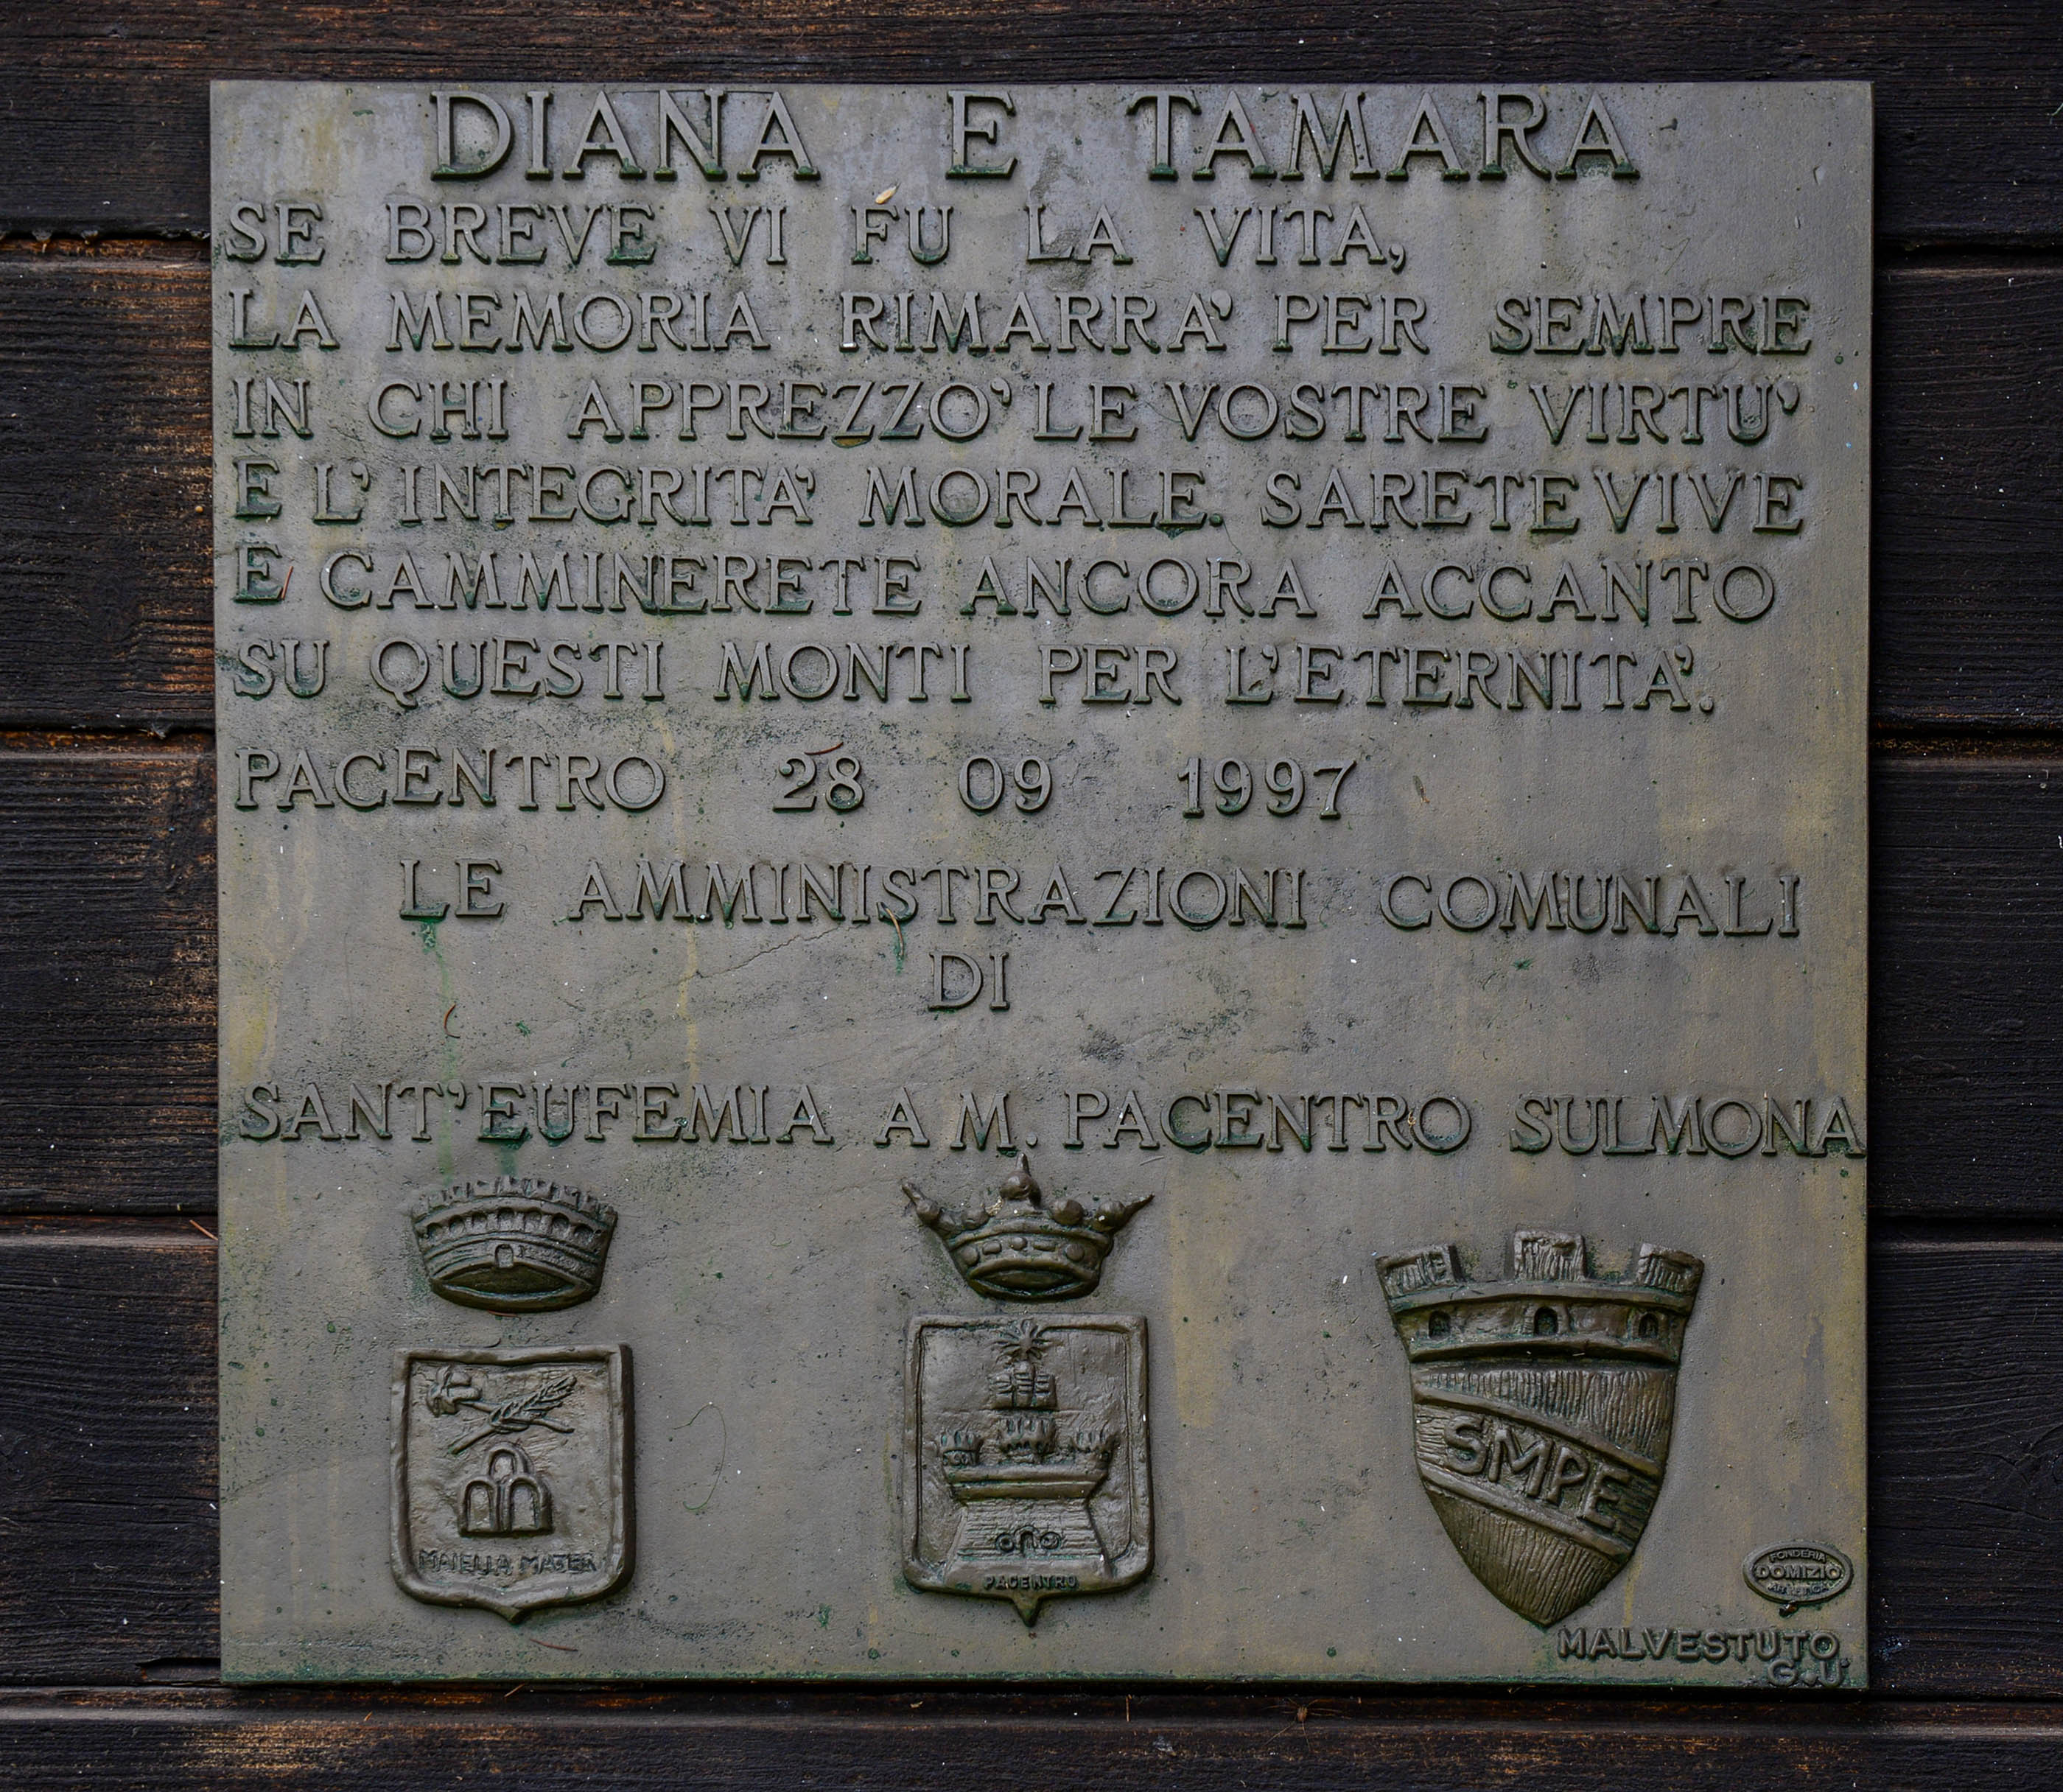 DIANA E TAMARA
SE BREVE VI FU LA VITA,
LA MEMORIA RIMARRA' PER SEMPRE
IN CHI APPREZZO' LE VOSTRE VIRTU'
E L'INTEGRITA' MORALE. SARETE VIVE
E CAMMINERETE ANCORA ACCANTO
SU QUESTI MONTI PER L'ETERNITA'.
PACENTRO 28 09 1997
LE AMMINISTRAZIONI COMUNALI
DI
SANT'EUFEMIA A M. PACENTRO SULMONA
SMPE
MAIELLA MATER
PACENTRO
FONDERIA
DOMIZIO
MALVESTUTO
G.U.